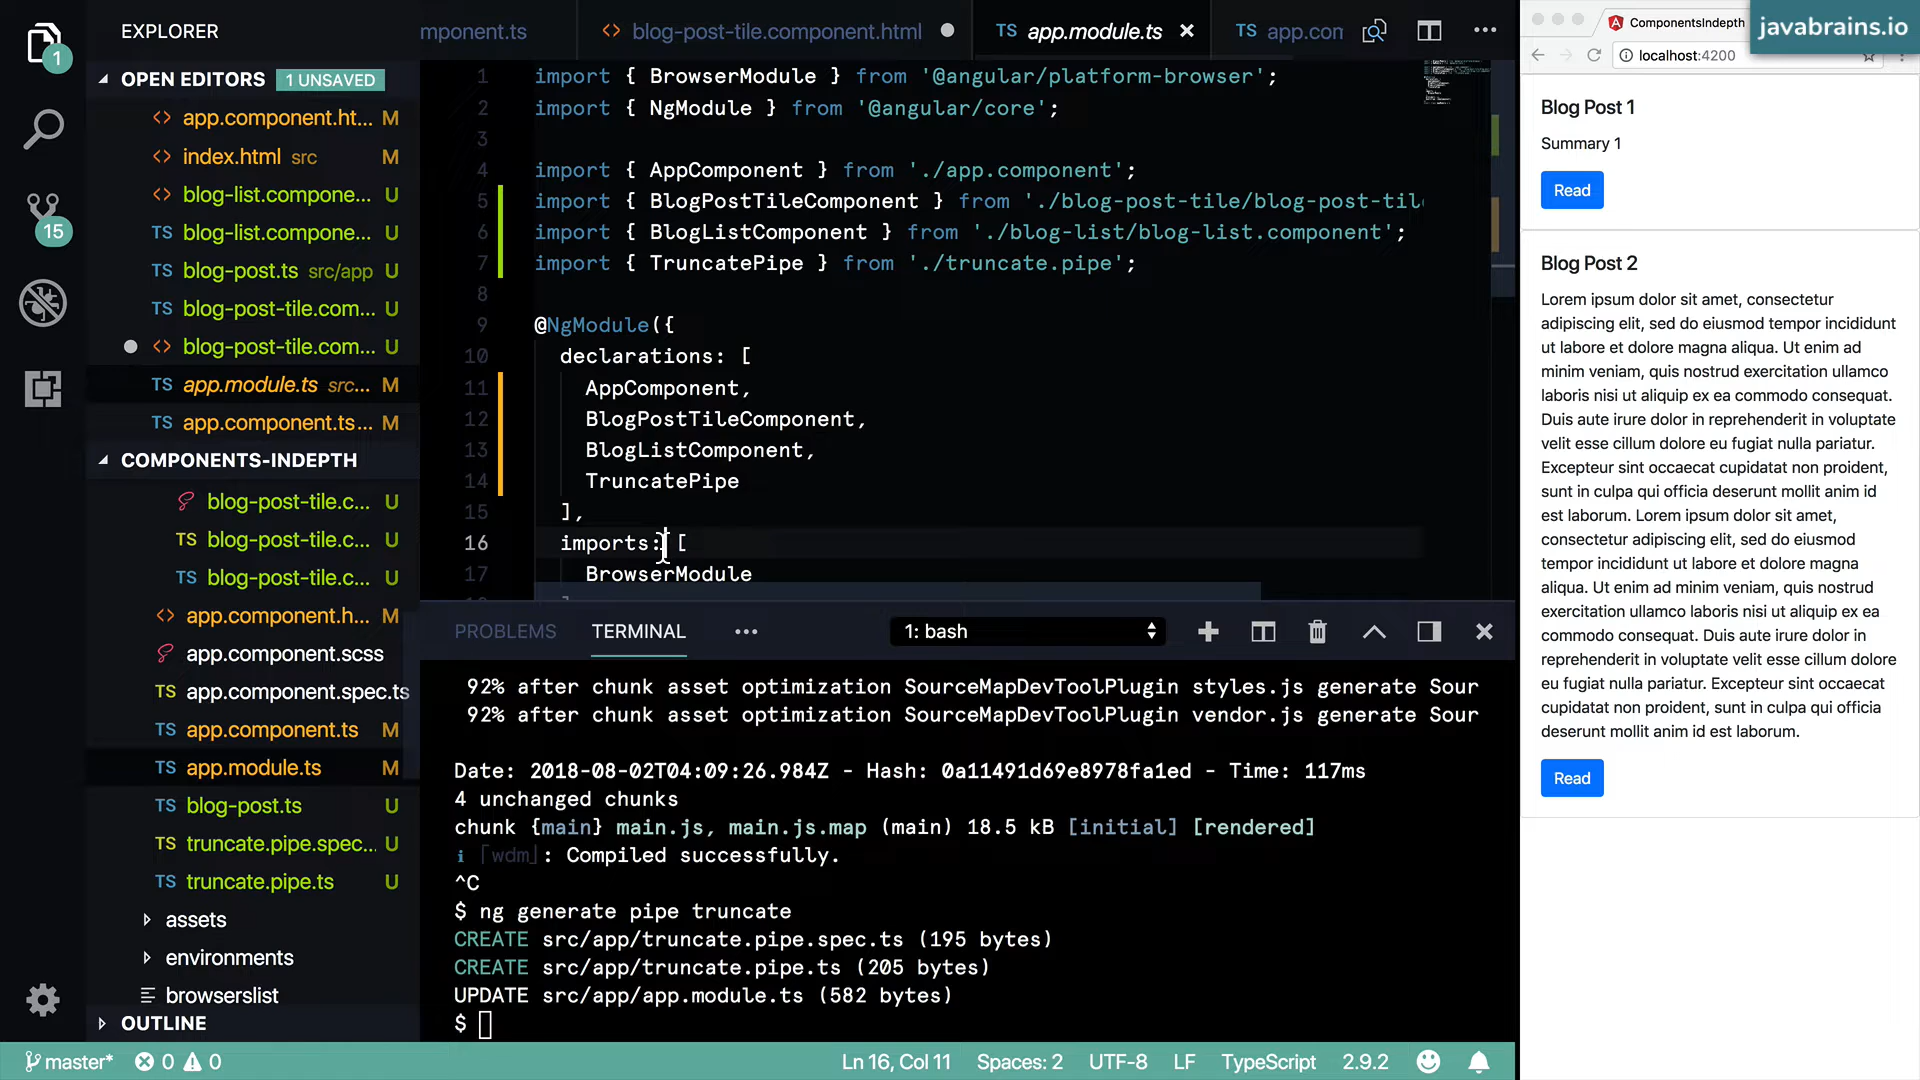 EXPLORER
OPEN EDITORS 1 UNSAVED
app.component.ht... M
index.html src M
blog-list.compone... U
TS blog-list.compone... U
TS blog-post.ts src/app U
TS blog-post-tile.com... U
blog-post-tile.com... U
TS app.module.ts src... M
TS app.component.ts... M
COMPONENTS-INDEPTH
blog-post-tile.c... U
TS blog-post-tile.c... U
TS blog-post-tile.c... U
app.component.h... M
app.component.scss
TS app.component.spec.ts
TS app.component.ts M
TS app.module.ts M
TS blog-post.ts U
TS truncate.pipe.spec... U
TS truncate.pipe.ts U
assets
environments
browserslist
OUTLINE
1
15
mponent.ts
blog-post-tile.component.html
TS app.module.ts
TS app.com
1 import { BrowserModule } from '@angular/platform-browser';
2 import { NgModule } from '@angular/core';
3
4 import { AppComponent } from './app.component';
5 import { BlogPostTileComponent } from './blog-post-tile/blog-post-til
6 import { BlogListComponent } from './blog-list/blog-list.component';
7 import { TruncatePipe } from './truncate.pipe';
8
9 @NgModule({
10 declarations: [
11 AppComponent,
12 BlogPostTileComponent,
13 BlogListComponent,
14 TruncatePipe
15 ],
16 imports: [
17 BrowserModule
PROBLEMS TERMINAL ••• 1: bash
92% after chunk asset optimization SourceMapDevToolPlugin styles.js generate Sour
92% after chunk asset optimization SourceMapDevToolPlugin vendor.js generate Sour
Date: 2018-08-02T04:09:26.984Z - Hash: 0a11491d69e8978fa1ed - Time: 117ms
4 unchanged chunks
chunk {main} main.js, main.js.map (main) 18.5 kB [initial] [rendered]
ℹ ｢wdm｣: Compiled successfully.
^C
$ ng generate pipe truncate
CREATE src/app/truncate.pipe.spec.ts (195 bytes)
CREATE src/app/truncate.pipe.ts (205 bytes)
UPDATE src/app/app.module.ts (582 bytes)
$
master* 0 0 Ln 16, Col 11 Spaces: 2 UTF-8 LF TypeScript 2.9.2
ComponentsIndepth
javabrains.io
localhost:4200
Blog Post 1
Summary 1
Read
Blog Post 2
Lorem ipsum dolor sit amet, consectetur
adipiscing elit, sed do eiusmod tempor incididunt
ut labore et dolore magna aliqua. Ut enim ad
minim veniam, quis nostrud exercitation ullamco
laboris nisi ut aliquip ex ea commodo consequat.
Duis aute irure dolor in reprehenderit in voluptate
velit esse cillum dolore eu fugiat nulla pariatur.
Excepteur sint occaecat cupidatat non proident,
sunt in culpa qui officia deserunt mollit anim id
est laborum. Lorem ipsum dolor sit amet,
consectetur adipiscing elit, sed do eiusmod
tempor incididunt ut labore et dolore magna
aliqua. Ut enim ad minim veniam, quis nostrud
exercitation ullamco laboris nisi ut aliquip ex ea
commodo consequat. Duis aute irure dolor in
reprehenderit in voluptate velit esse cillum dolore
eu fugiat nulla pariatur. Excepteur sint occaecat
cupidatat non proident, sunt in culpa qui officia
deserunt mollit anim id est laborum.
Read